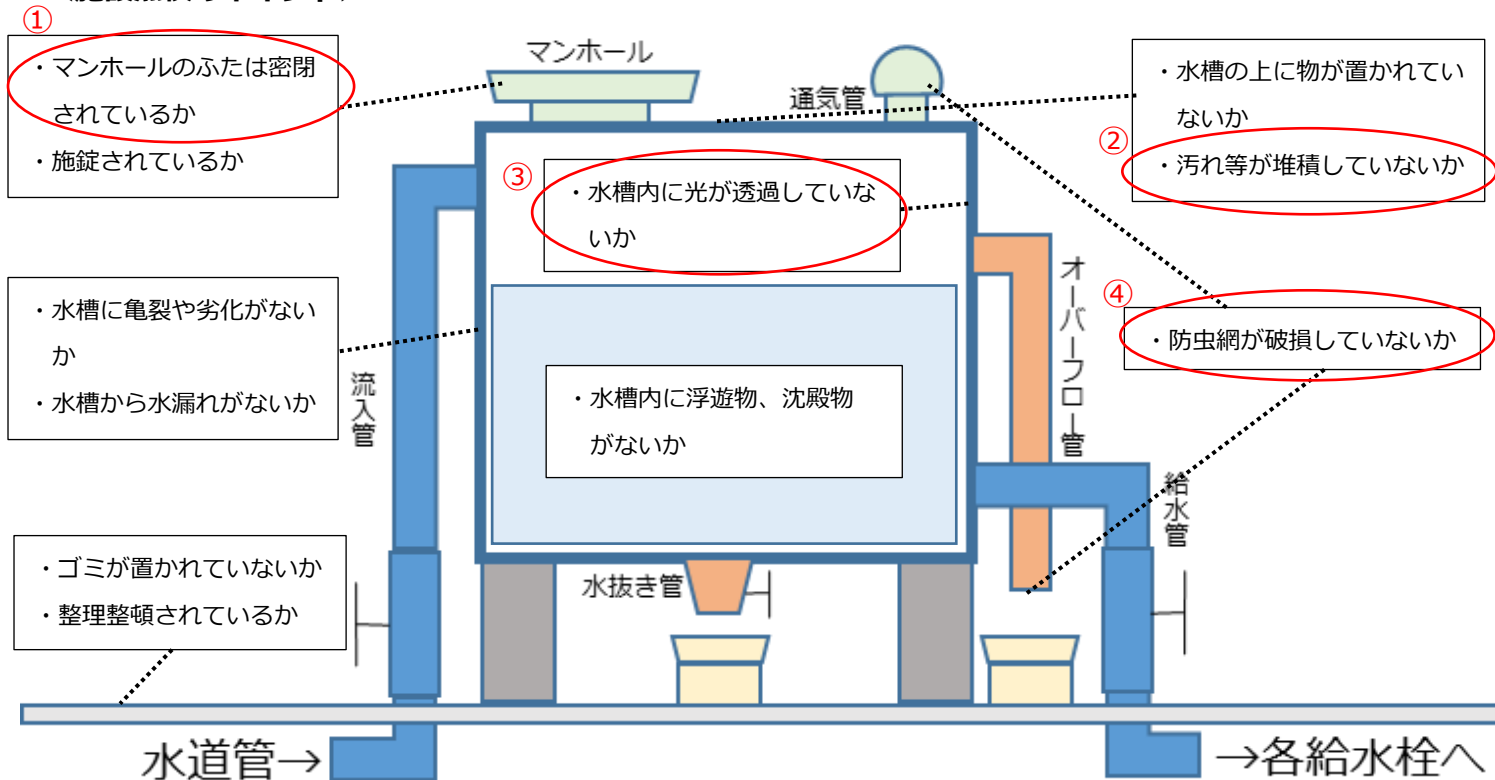 ①
・マンホールのふたは密閉
されているか
・施錠されているか
マンホール
通気管
・水槽の上に物が置かれてい
ないか
②
・汚れ等が堆積していないか
③
・水槽内に光が透過していな
いか
・水槽に亀裂や劣化がない
か
・水槽から水漏れがないか
流入管
オーバーフロー管
④
・防虫網が破損していないか
・水槽内に浮遊物、沈殿物
がないか
給水管
・ゴミが置かれていないか
・整理整頓されているか
水抜き管
水道管→
→各給水栓へ